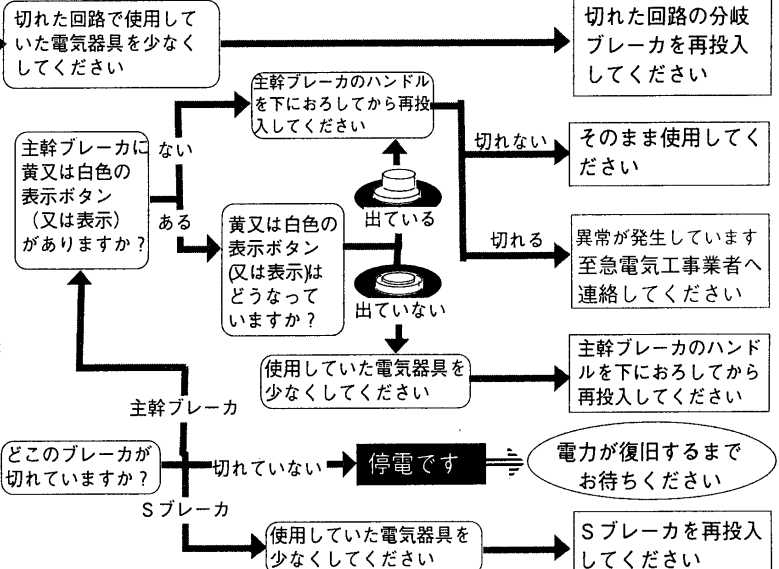 切れた回路で使用して
いた電気器具を少なく
してください
切れた回路の分岐
ブレーカを再投入
してください
主幹ブレーカのハンドル
を下におろしてから再投
入してください
主幹ブレーカに
黄又は白色の
表示ボタン
（又は表示）
がありますか？
ない
ある
切れない
そのまま使用してく
ださい
黄又は白色の
表示ボタン
(又は表示)は
どうなって
いますか？
出ている
出ていない
切れる
異常が発生しています
至急電気工事業者へ
連絡してください
使用していた電気器具を
少なくしてください
主幹ブレーカのハンド
ルを下におろしてから
再投入してください
主幹ブレーカ
どこのブレーカが
切れていますか？
切れていない
停電です
電力が復旧するまで
お待ちください
Ｓブレーカ
使用していた電気器具を
少なくしてください
Ｓブレーカを再投入
してください